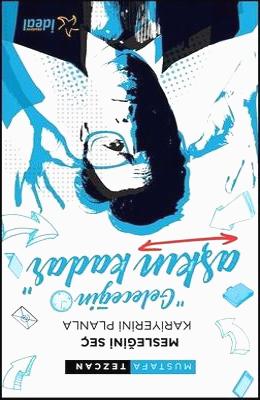 MUSTAFA TEZCAN
MESLEĞİNİ SEÇ
KARİYERİNİ PLANLA
"Geleceğin
aşkın kadar"
ideal